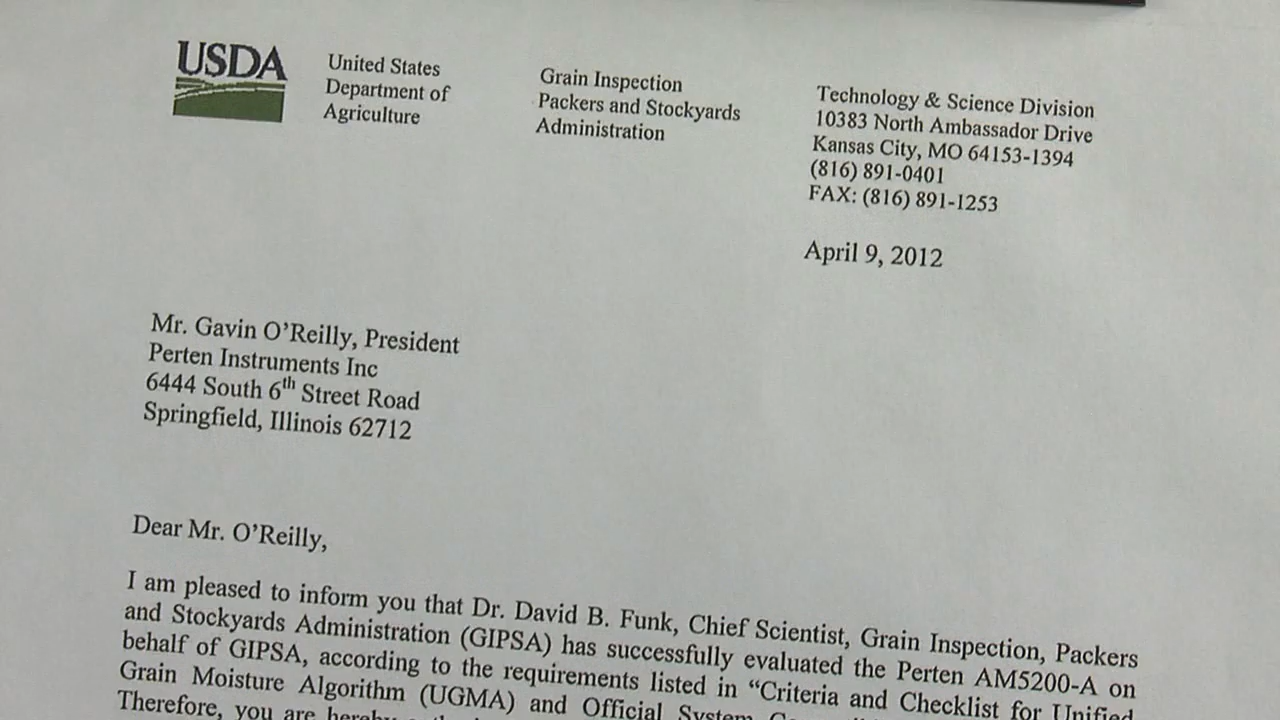 USDA
United States
Department of
Agriculture
Grain Inspection
Packers and Stockyards
Administration
Technology & Science Division
10383 North Ambassador Drive
Kansas City, MO 64153-1394
(816) 891-0401
FAX: (816) 891-1253
April 9, 2012
Mr. Gavin O'Reilly, President
Perten Instruments Inc
6444 South 6th Street Road
Springfield, Illinois 62712
Dear Mr. O'Reilly,
I am pleased to inform you that Dr. David B. Funk, Chief Scientist, Grain Inspection, Packers
and Stockyards Administration (GIPSA) has successfully evaluated the Perten AM5200-A on
behalf of GIPSA, according to the requirements listed in "Criteria and Checklist for Unified
Grain Moisture Algorithm (UGMA) and Official System
Therefore, you are hereby